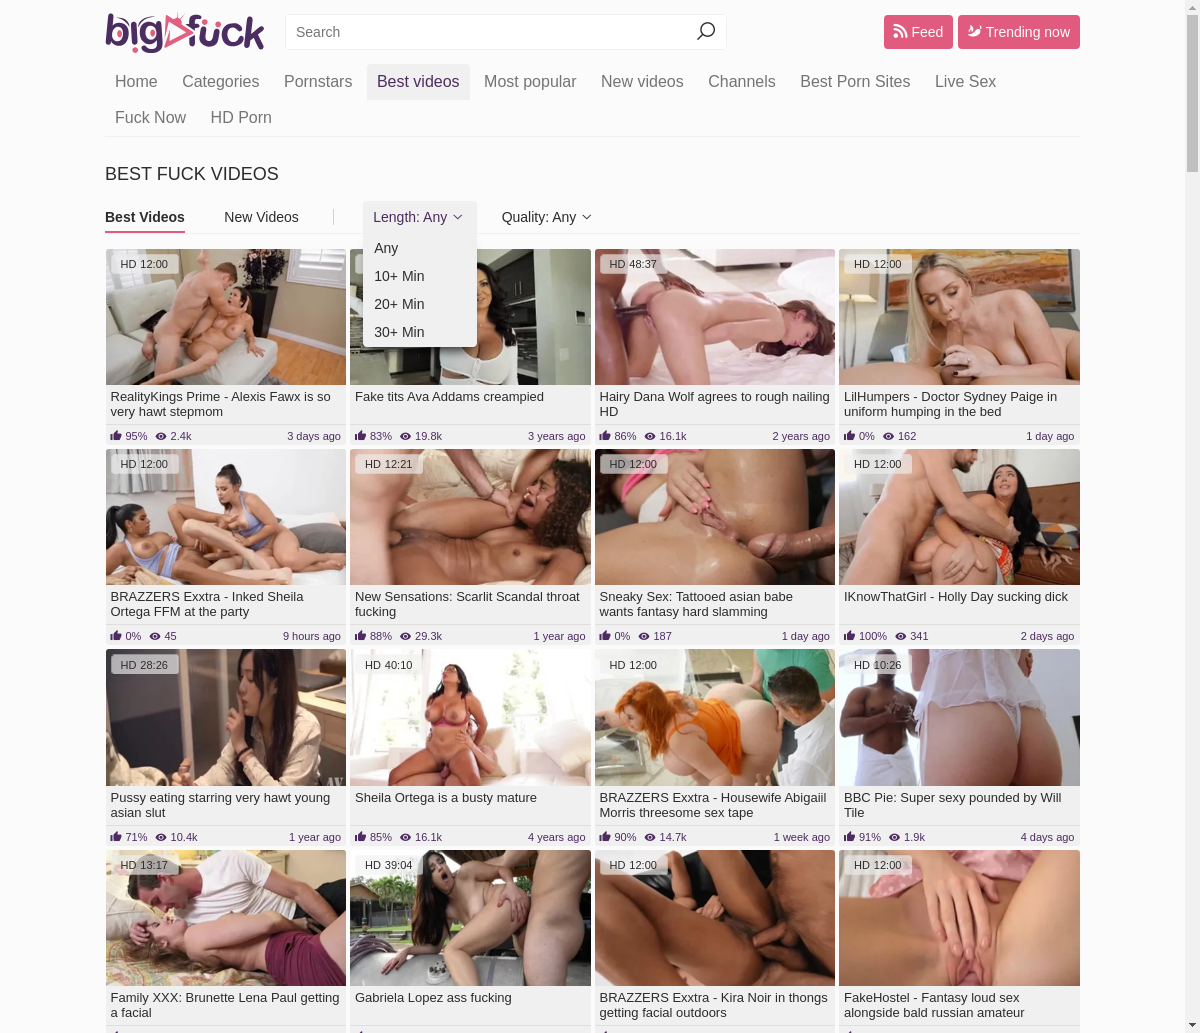 bigfuck
Search
Feed
Trending now
Home Categories Pornstars Best videos Most popular New videos Channels Best Porn Sites Live Sex
Fuck Now HD Porn
BEST FUCK VIDEOS
Best Videos New Videos Length: Any Quality: Any
Any
10+ Min
20+ Min
30+ Min
HD 12:00
HD 48:37
HD 12:00
RealityKings Prime - Alexis Fawx is so
very hawt stepmom
95% 2.4k 3 days ago
Fake tits Ava Addams creampied
83% 19.8k 3 years ago
Hairy Dana Wolf agrees to rough nailing
HD
86% 16.1k 2 years ago
LilHumpers - Doctor Sydney Paige in
uniform humping in the bed
0% 162 1 day ago
HD 12:00
BRAZZERS Exxtra - Inked Sheila
Ortega FFM at the party
0% 45 9 hours ago
HD 12:21
New Sensations: Scarlit Scandal throat
fucking
88% 29.3k 1 year ago
HD 12:00
Sneaky Sex: Tattooed asian babe
wants fantasy hard slamming
0% 187 1 day ago
HD 12:00
IKnowThatGirl - Holly Day sucking dick
100% 341 2 days ago
HD 28:26
AV
Pussy eating starring very hawt young
asian slut
71% 10.4k 1 year ago
HD 40:10
Sheila Ortega is a busty mature
85% 16.1k 4 years ago
HD 12:00
BRAZZERS Exxtra - Housewife Abigaiil
Morris threesome sex tape
90% 14.7k 1 week ago
HD 10:26
BBC Pie: Super sexy pounded by Will
Tile
91% 1.9k 4 days ago
HD 13:17
Family XXX: Brunette Lena Paul getting
a facial
HD 39:04
Gabriela Lopez ass fucking
HD 12:00
BRAZZERS Exxtra - Kira Noir in thongs
getting facial outdoors
HD 12:00
FakeHostel - Fantasy loud sex
alongside bald russian amateur